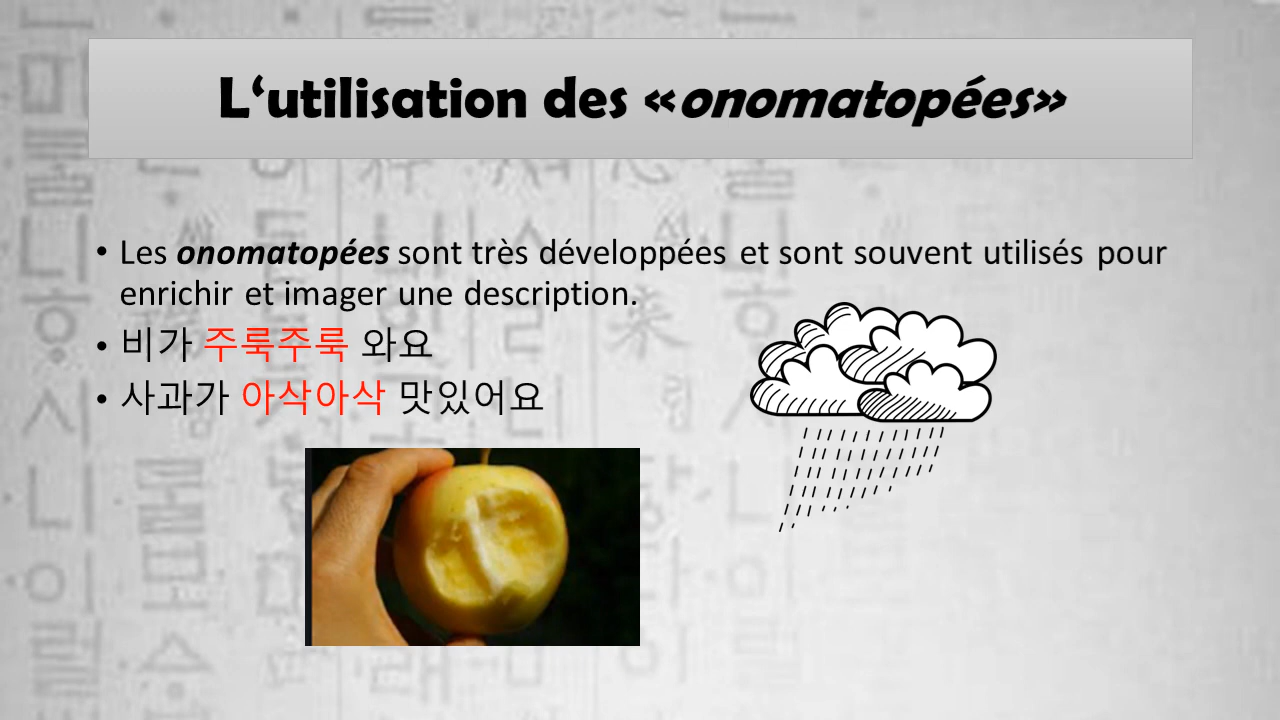 L‘utilisation des «onomatopées»
• Les onomatopées sont très développées et sont souvent utilisés pour
enrichir et imager une description.
• 비가 주룩주룩 와요
• 사과가 아삭아삭 맛있어요